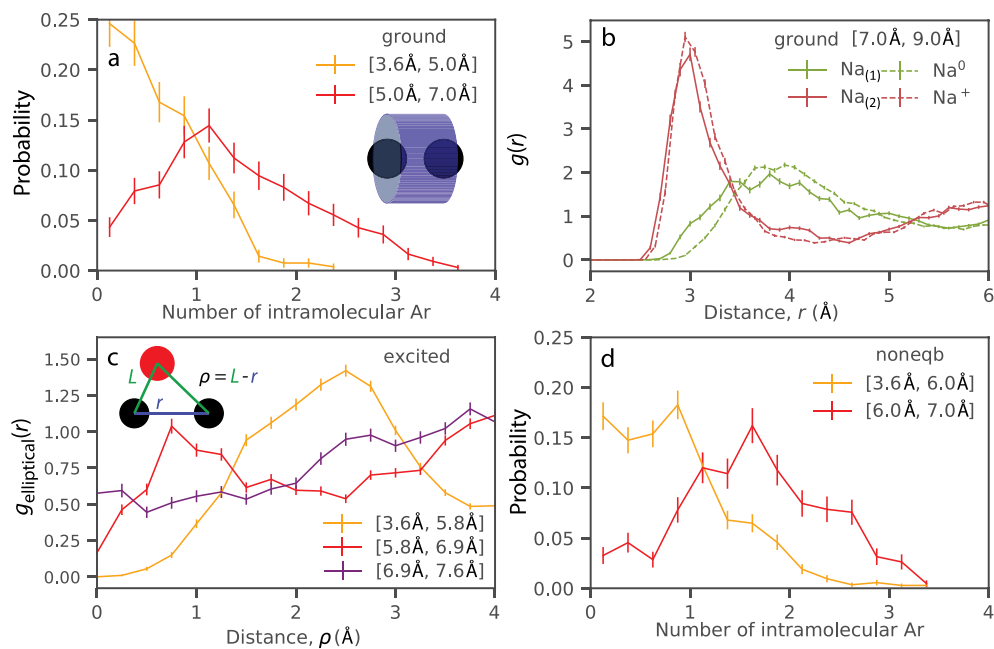 a
ground
[3.6Å, 5.0Å]
[5.0Å, 7.0Å]
Probability
0.25
0.20
0.15
0.10
0.05
0.00
0 1 2 3 4
Number of intramolecular Ar
b
ground [7.0Å, 9.0Å]
Na(1) Na⁰
Na(2) Na⁺
g(r)
5
4
3
2
1
0
2 3 4 5 6
Distance, r (Å)
c
excited
L
r
ρ = L-r
gelliptical(r)
1.50
1.25
1.00
0.75
0.50
0.25
0.00
[3.6Å, 5.8Å]
[5.8Å, 6.9Å]
[6.9Å, 7.6Å]
0 1 2 3 4
Distance, ρ (Å)
d
noneqb
[3.6Å, 6.0Å]
[6.0Å, 7.0Å]
Probability
0.25
0.20
0.15
0.10
0.05
0.00
0 1 2 3 4
Number of intramolecular Ar